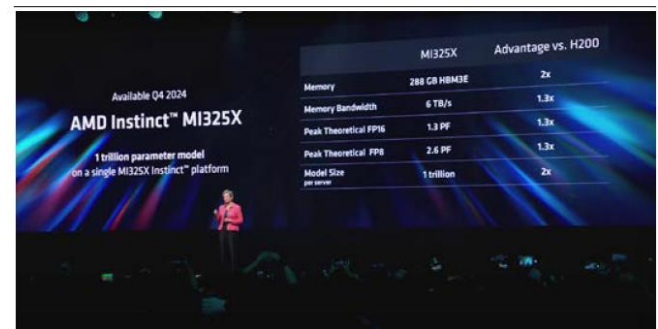 Available Q4 2024
AMD Instinct™ MI325X
1 trillion parameter model
on a single MI325X Instinct™ platform
MI325X Advantage vs. H200
Memory 288 GB HBM3E 2x
Memory Bandwidth 6 TB/s 1.3x
Peak Theoretical FP16 1.3 PF 1.3x
Peak Theoretical FP8 2.6 PF 1.3x
Model Size 1 trillion 2x
per server